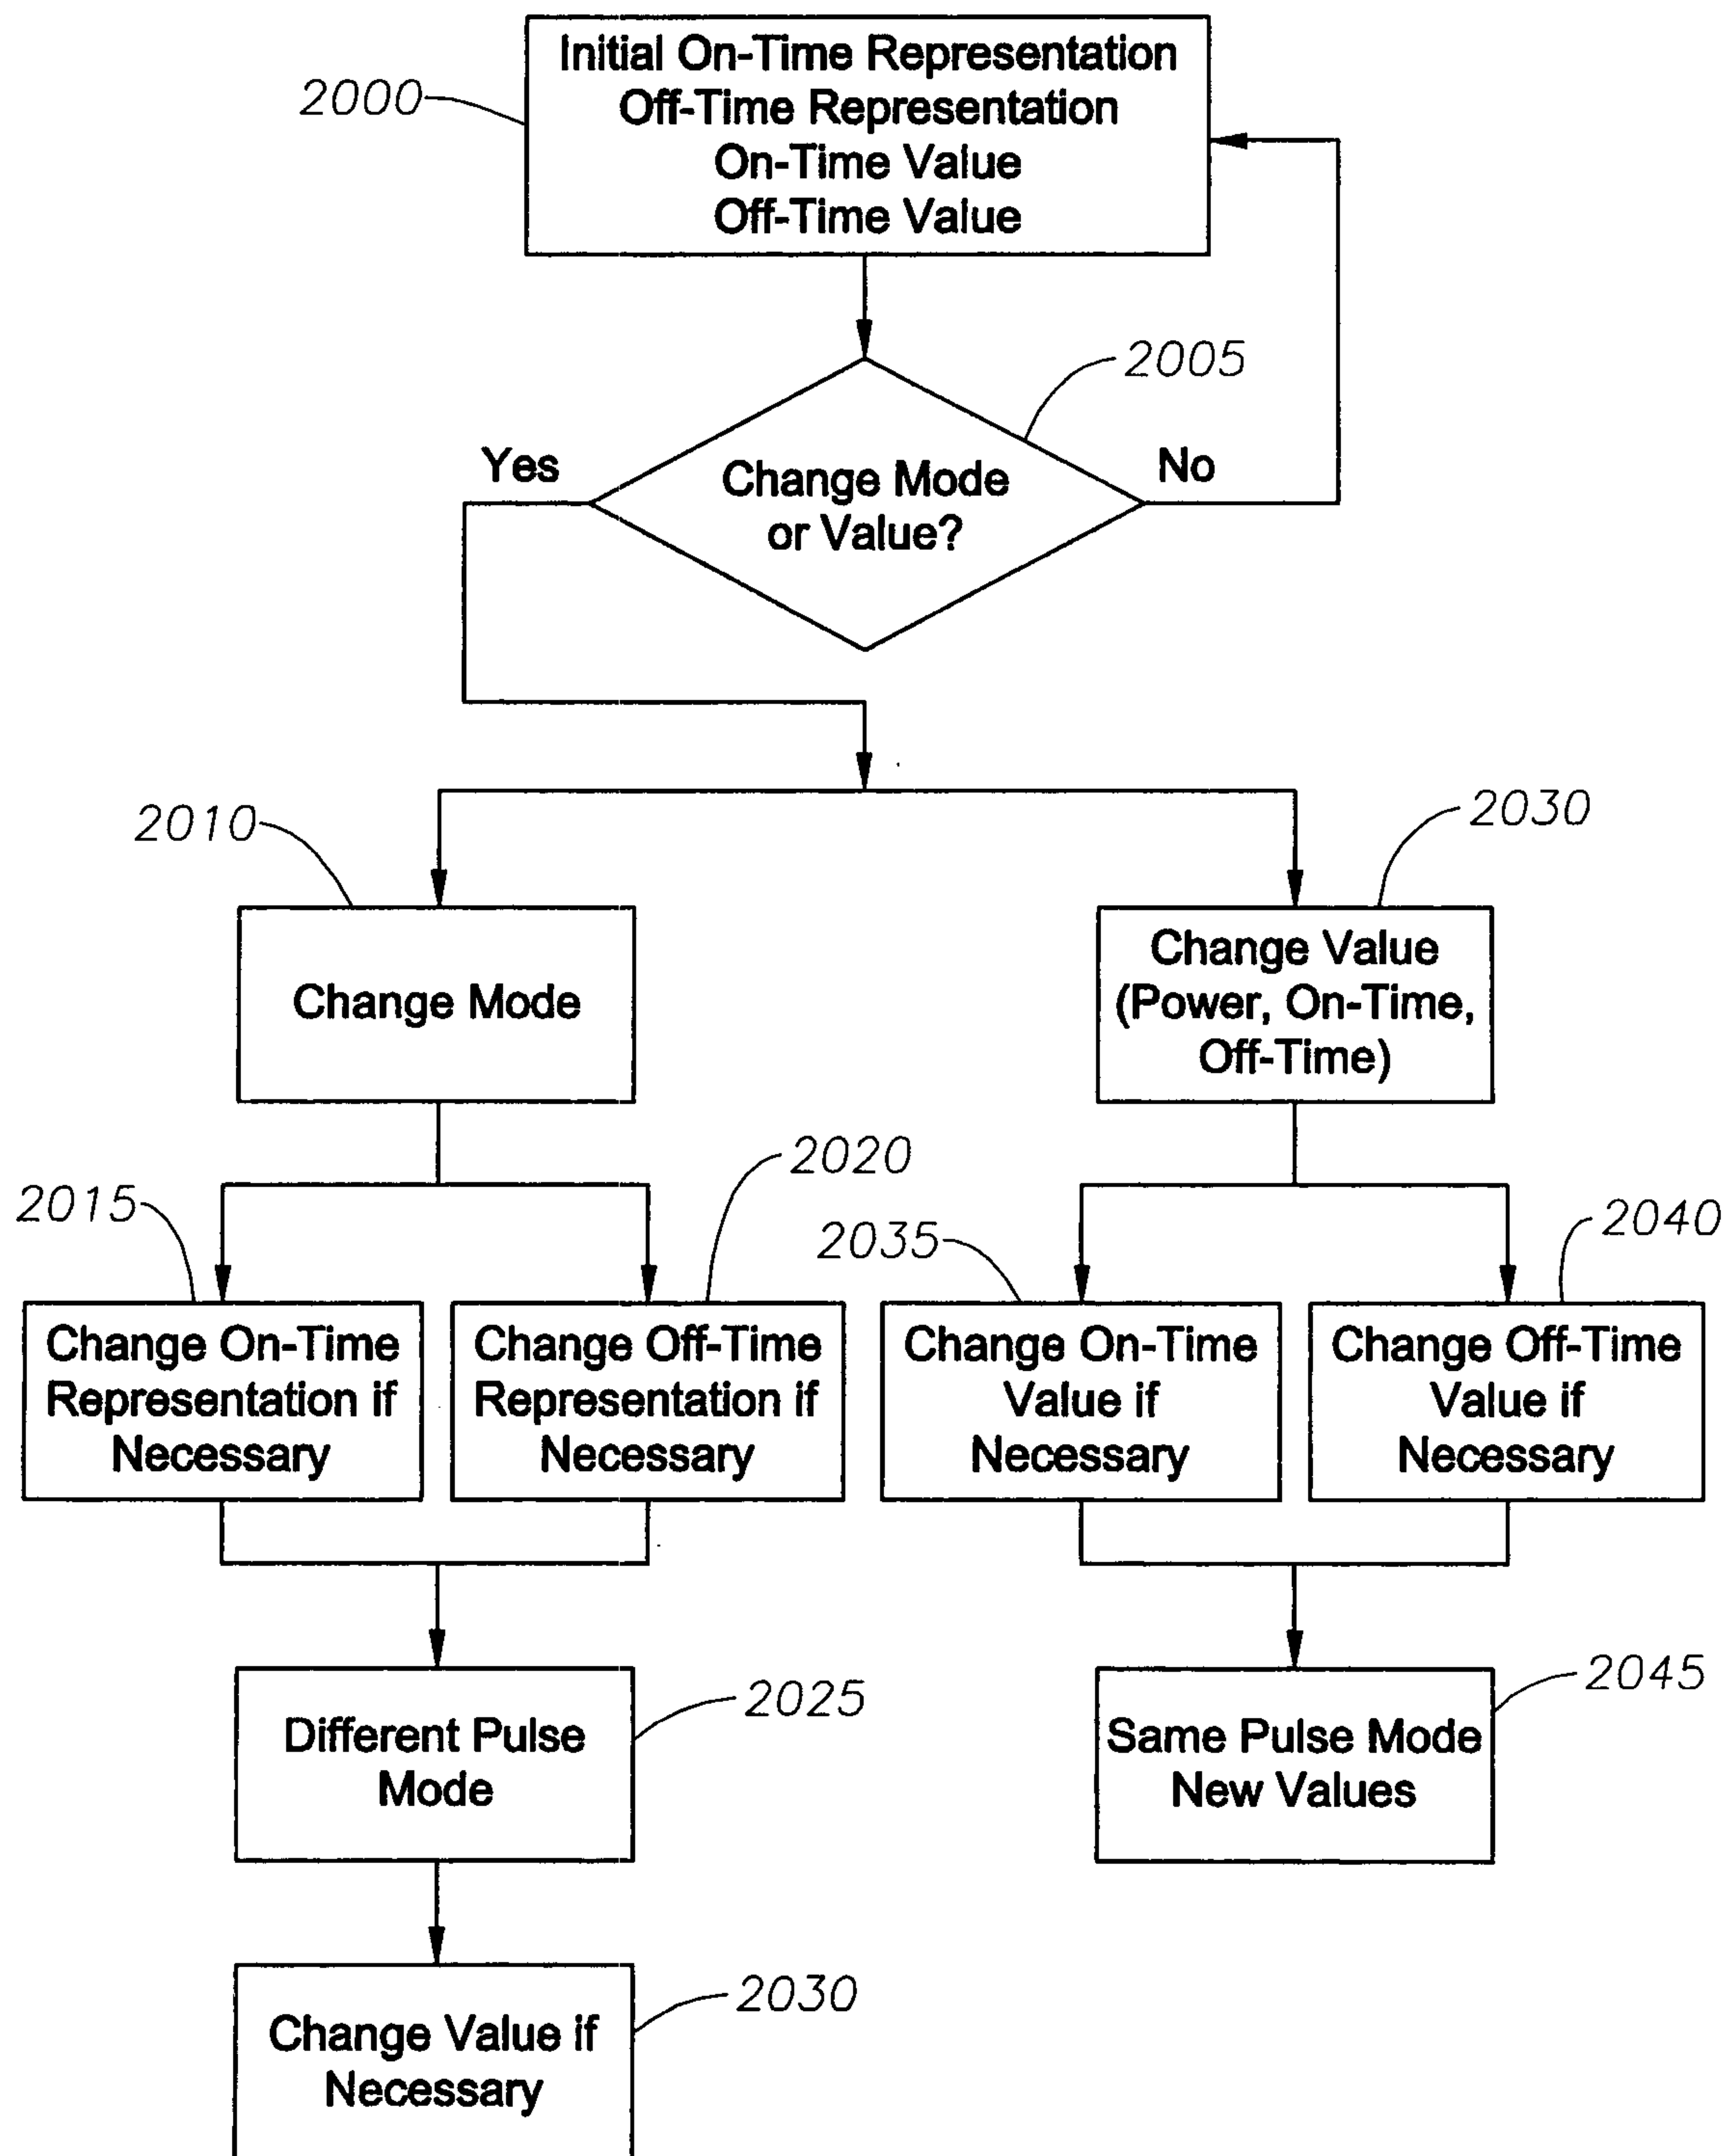 Initial On-Time Representation
Off-Time Representation
On-Time Value
Off-Time Value
2000
2005
Yes
Change Mode
or Value?
No
2010
2030
Change Mode
Change Value
(Power, On-Time,
Off-Time)
2015
2020
2035
2040
Change On-Time
Representation if
Necessary
Change Off-Time
Representation if
Necessary
Change On-Time
Value if
Necessary
Change Off-Time
Value if
Necessary
Different Pulse
Mode
2025
Same Pulse Mode
New Values
2045
Change Value if
Necessary
2030